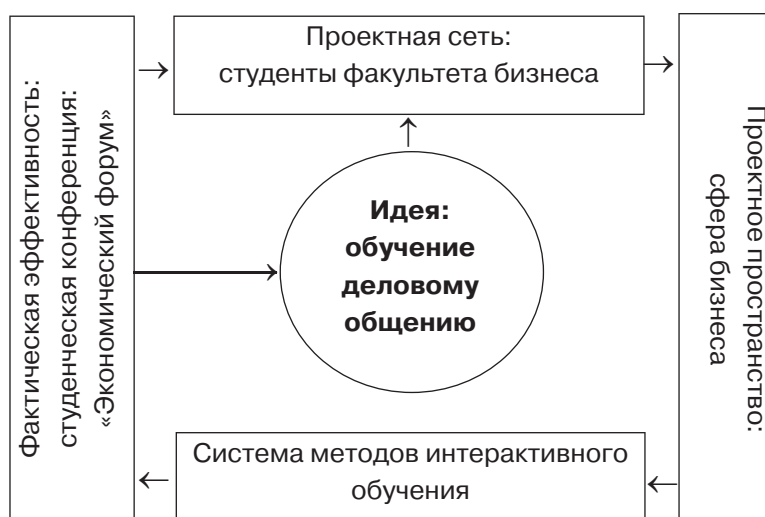 Фактическая эффективность:
студенческая конференция:
«Экономический форум»
Проектная сеть:
студенты факультета бизнеса
Идея:
обучение
деловому
общению
Система методов интерактивного
обучения
Проектное пространство:
сфера бизнеса